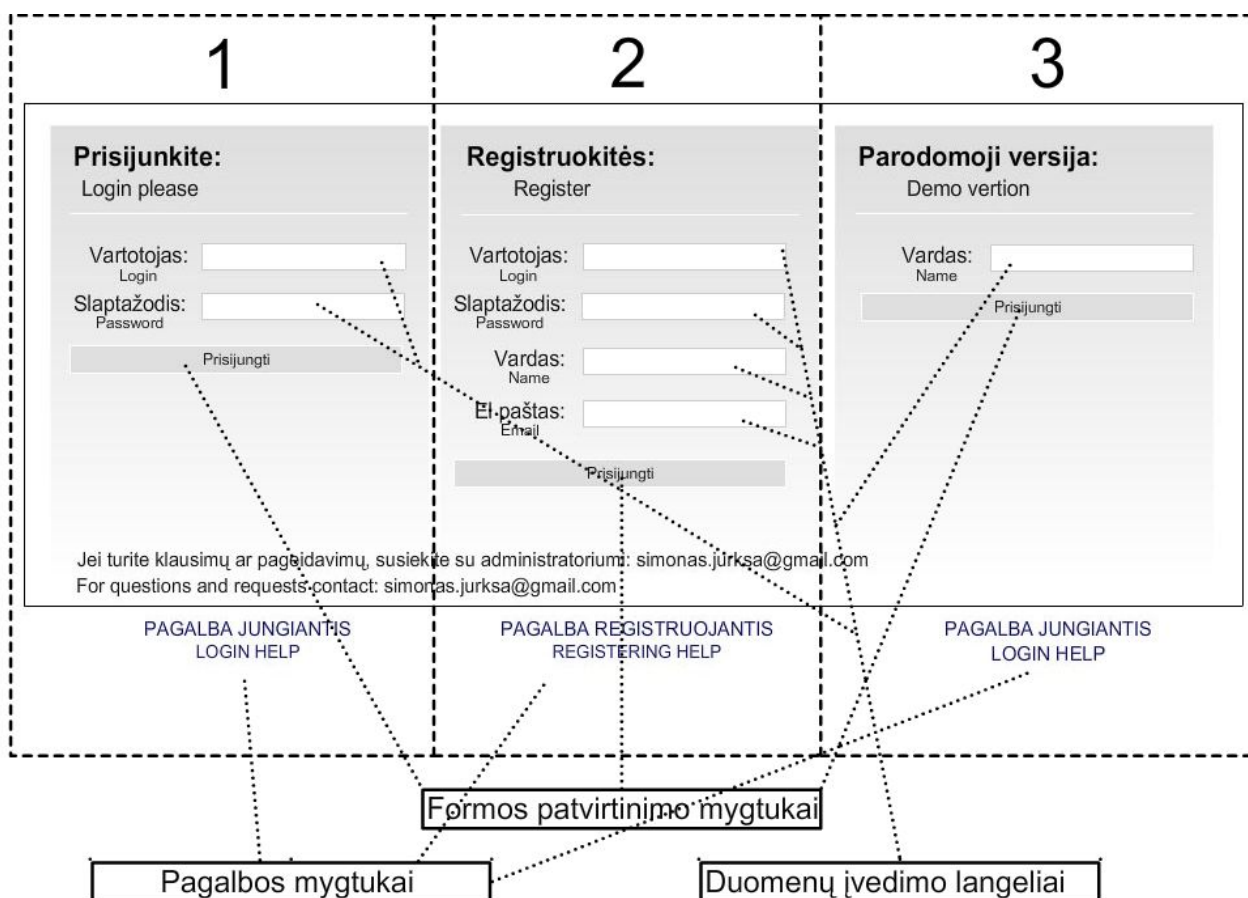 1
2
3
Prisijunkite:
Login please
Vartotojas:
Login
Slaptažodis:
Password
Prisijungti
Registruokitės:
Register
Vartotojas:
Login
Slaptažodis:
Password
Vardas:
Name
El paštas:
Email
Prisijungti
Parodomoji versija:
Demo vertion
Vardas:
Name
Prisijungti
Jei turite klausimų ar pageidavimų, susiekite su administratoriumi: simonas.jurksa@gmail.com
For questions and requests contact: simonas.jurksa@gmail.com
PAGALBA JUNGIANTIS
LOGIN HELP
PAGALBA REGISTRUOJANTIS
REGISTERING HELP
PAGALBA JUNGIANTIS
LOGIN HELP
Formos patvirtinimo mygtukai
Pagalbos mygtukai
Duomenų įvedimo langeliai